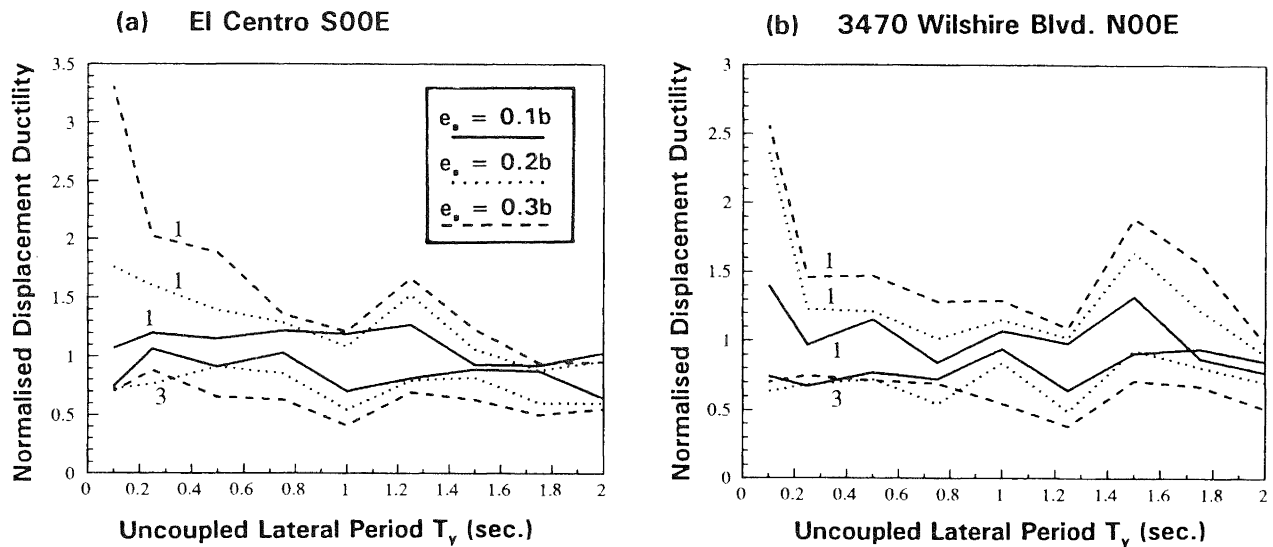 (a) El Centro S00E
Normalised Displacement Ductility
3.5
3
2.5
2
1.5
1
0.5
0
e_s = 0.1b
e_s = 0.2b
e_s = 0.3b
1
1
1
3
0 0.2 0.4 0.6 0.8 1 1.2 1.4 1.6 1.8 2
Uncoupled Lateral Period T_y (sec.)
(b) 3470 Wilshire Blvd. N00E
Normalised Displacement Ductility
3
2.5
2
1.5
1
0.5
0
1
1
1
3
0 0.2 0.4 0.6 0.8 1 1.2 1.4 1.6 1.8 2
Uncoupled Lateral Period T_y (sec.)